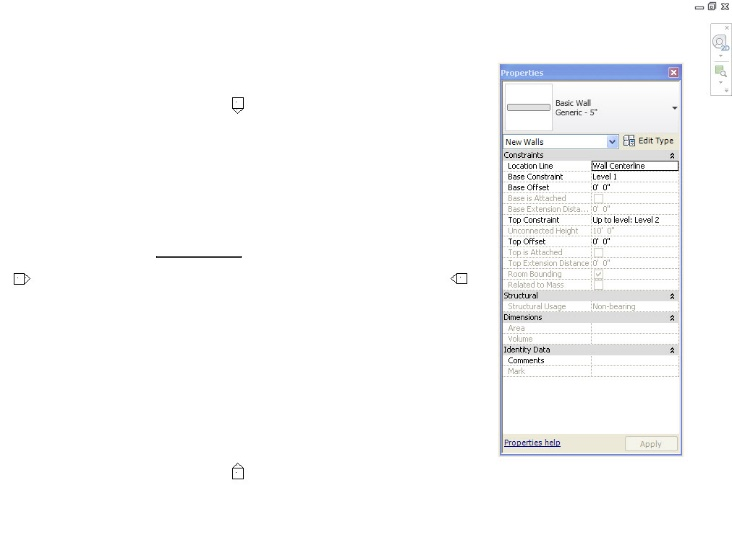 2D
Properties
Basic Wall
Generic - 5"
New Walls Edit Type
Constraints
Location Line Wall Centerline
Base Constraint Level 1
Base Offset 0' 0"
Base is Attached
Base Extension Dista... 0' 0"
Top Constraint Up to level: Level 2
Unconnected Height 10' 0"
Top Offset 0' 0"
Top is Attached
Top Extension Distance 0' 0"
Room Bounding
Related to Mass
Structural
Structural Usage Non-bearing
Dimensions
Area
Volume
Identity Data
Comments
Mark
Properties help Apply